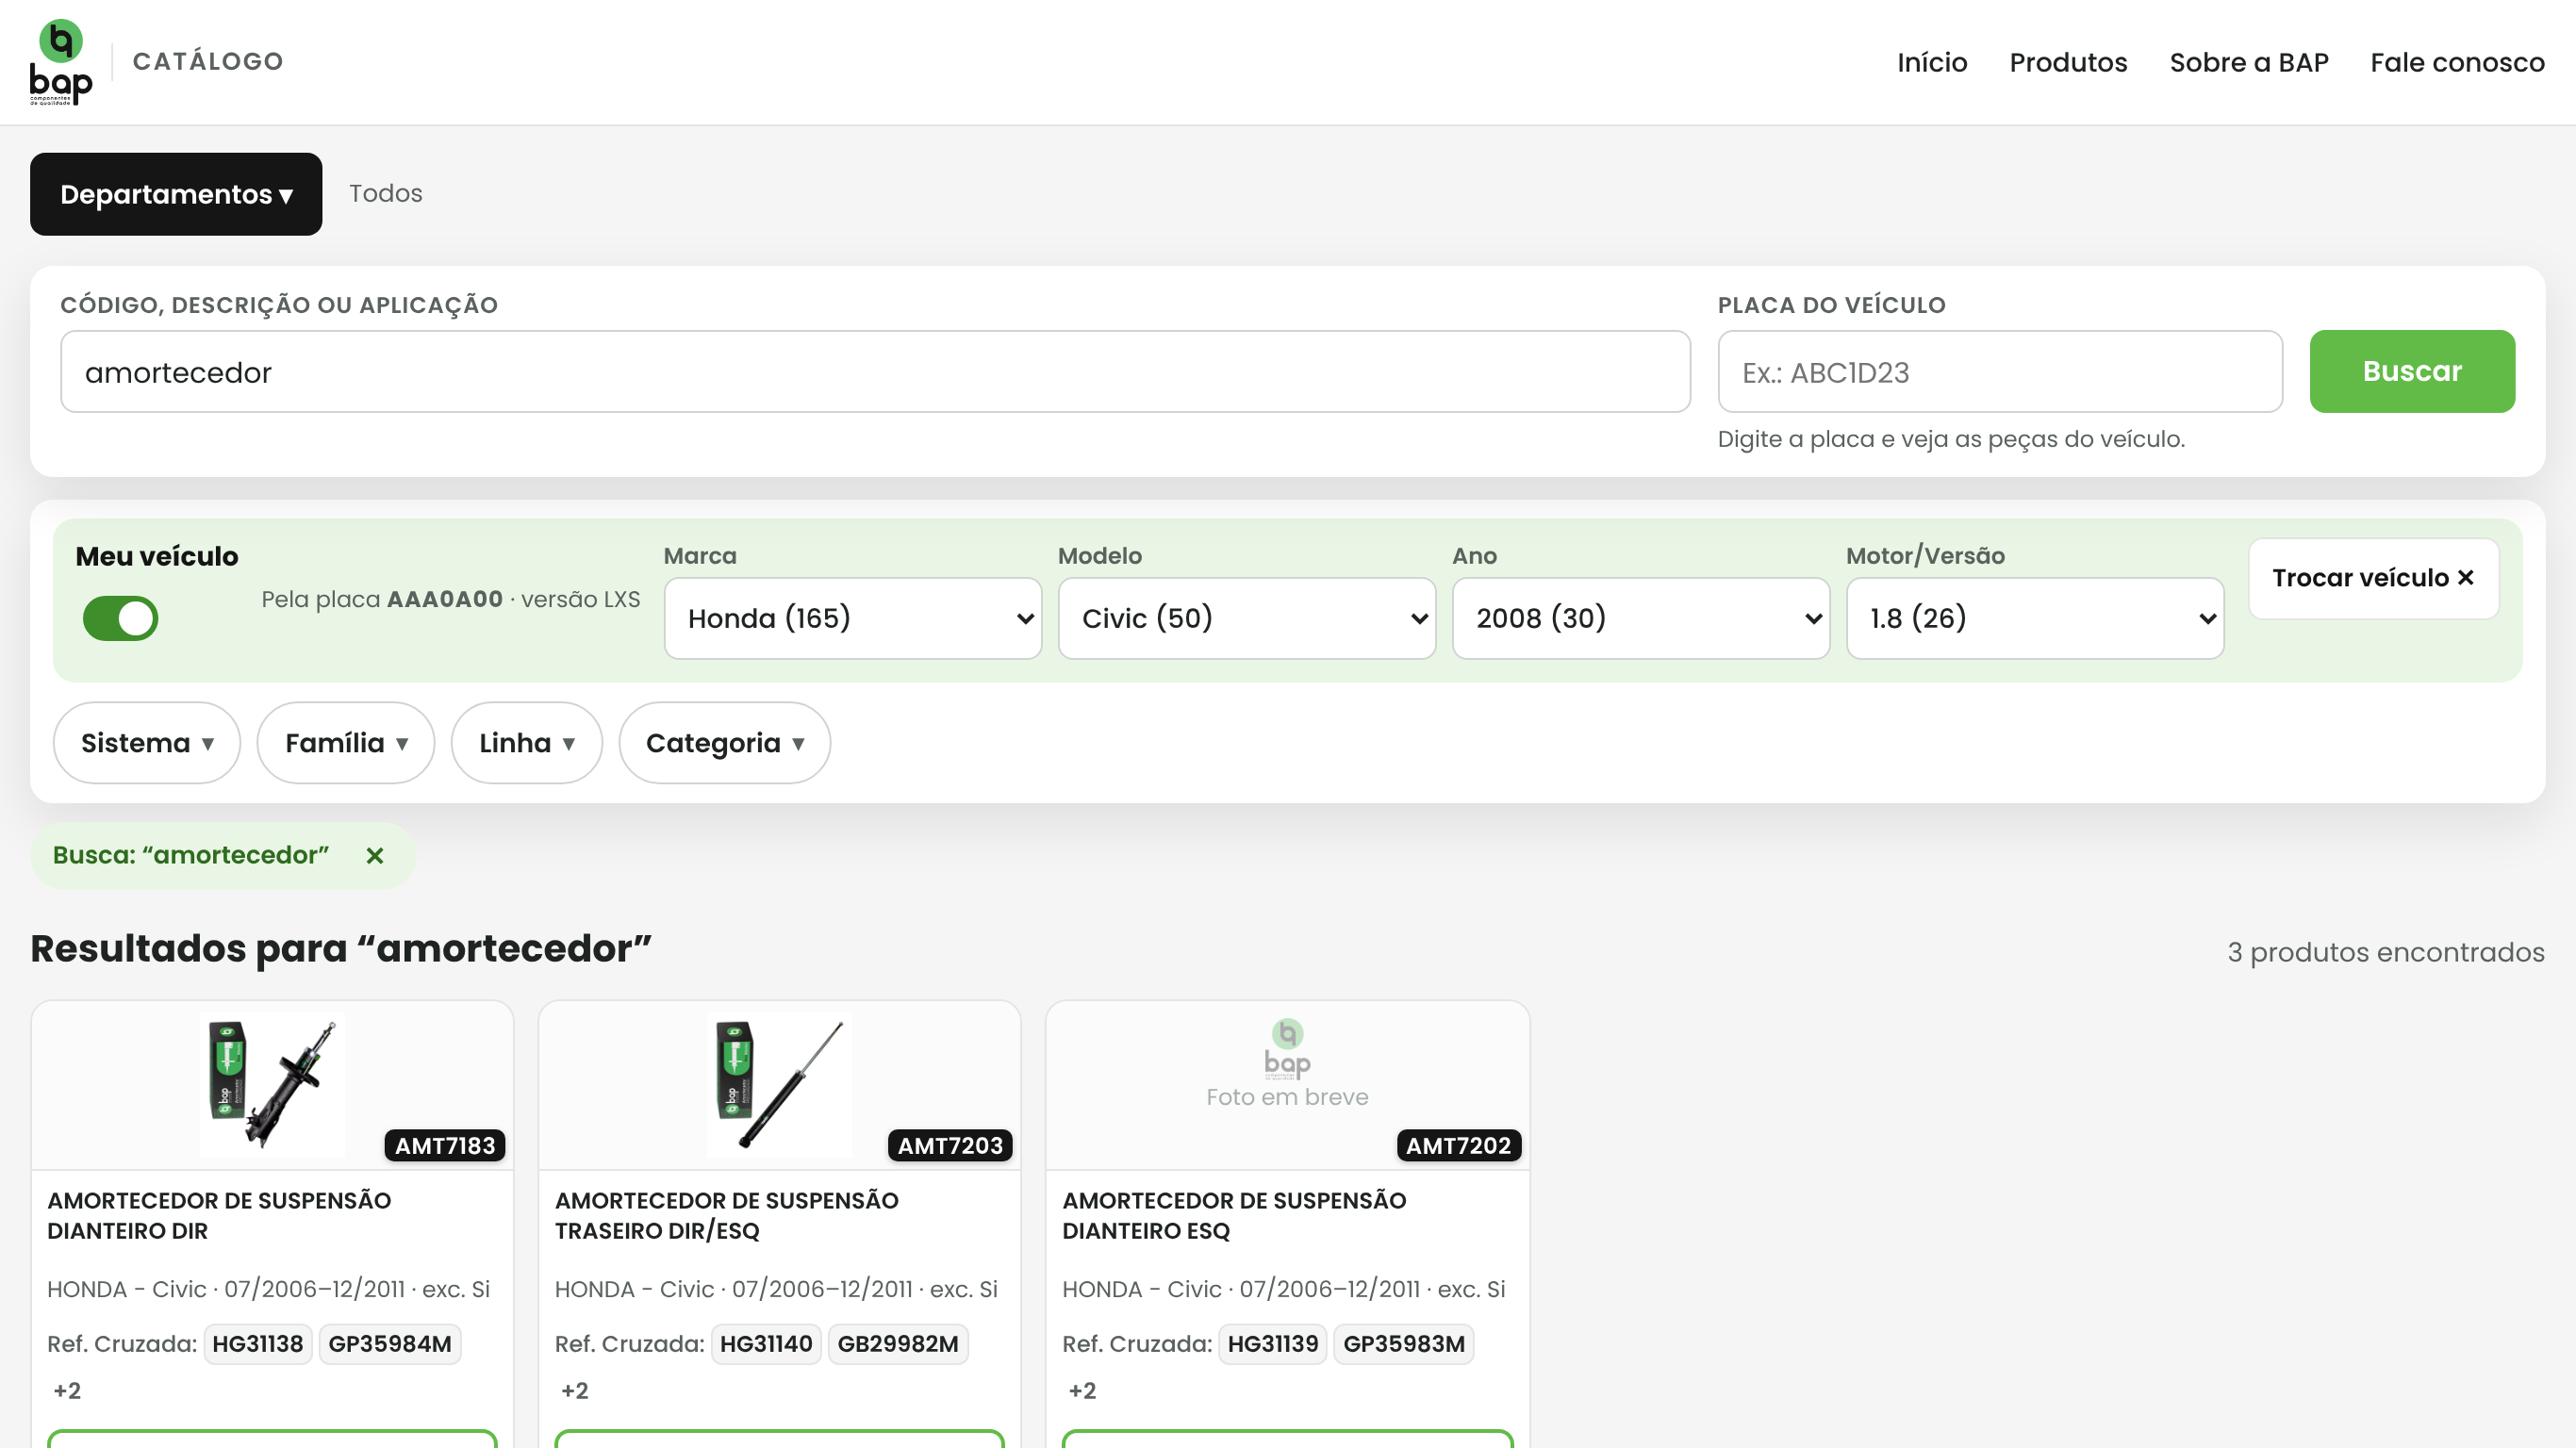 bap
componentes
de qualidade
CATÁLOGO
Início Produtos Sobre a BAP Fale conosco
Departamentos ▾ Todos
CÓDIGO, DESCRIÇÃO OU APLICAÇÃO
amortecedor
PLACA DO VEÍCULO
Ex.: ABC1D23
Buscar
Digite a placa e veja as peças do veículo.
Meu veículo
Pela placa AAA0A00 · versão LXS
Marca
Honda (165)
Modelo
Civic (50)
Ano
2008 (30)
Motor/Versão
1.8 (26)
Trocar veículo ✕
Sistema ▾ Família ▾ Linha ▾ Categoria ▾
Busca: “amortecedor” ✕
Resultados para “amortecedor”
3 produtos encontrados
bap
AMT7183
AMORTECEDOR DE SUSPENSÃO
DIANTEIRO DIR
HONDA - Civic · 07/2006–12/2011 · exc. Si
Ref. Cruzada: HG31138 GP35984M
+2
bap
AMT7203
AMORTECEDOR DE SUSPENSÃO
TRASEIRO DIR/ESQ
HONDA - Civic · 07/2006–12/2011 · exc. Si
Ref. Cruzada: HG31140 GB29982M
+2
bap
Foto em breve
AMT7202
AMORTECEDOR DE SUSPENSÃO
DIANTEIRO ESQ
HONDA - Civic · 07/2006–12/2011 · exc. Si
Ref. Cruzada: HG31139 GP35983M
+2